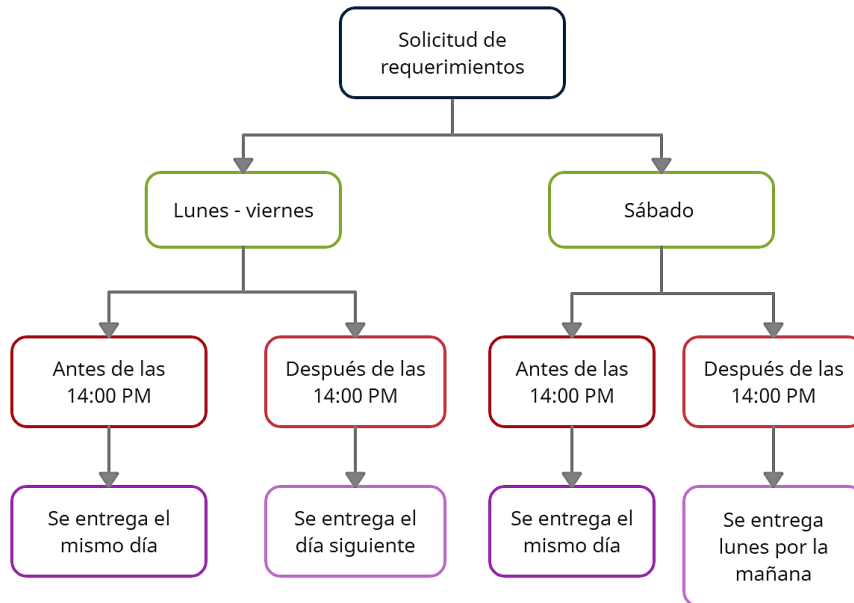 Solicitud de
requerimientos
Lunes - viernes
Sábado
Antes de las
14:00 PM
Después de las
14:00 PM
Antes de las
14:00 PM
Después de las
14:00 PM
Se entrega el
mismo día
Se entrega el
día siguiente
Se entrega el
mismo día
Se entrega
lunes por la
mañana